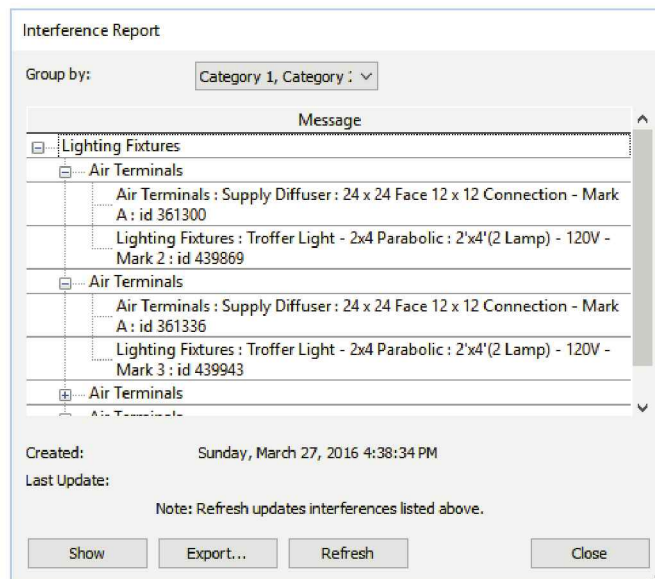 Interference Report
Group by:
Category 1, Category :
Message
Lighting Fixtures
Air Terminals
Air Terminals : Supply Diffuser : 24 x 24 Face 12 x 12 Connection - Mark
A : id 361300
Lighting Fixtures : Troffer Light - 2x4 Parabolic : 2'x4'(2 Lamp) - 120V -
Mark 2 : id 439869
Air Terminals
Air Terminals : Supply Diffuser : 24 x 24 Face 12 x 12 Connection - Mark
A : id 361336
Lighting Fixtures : Troffer Light - 2x4 Parabolic : 2'x4'(2 Lamp) - 120V -
Mark 3 : id 439943
Air Terminals
Air Terminals
Created: Sunday, March 27, 2016 4:38:34 PM
Last Update:
Note: Refresh updates interferences listed above.
Show Export... Refresh Close